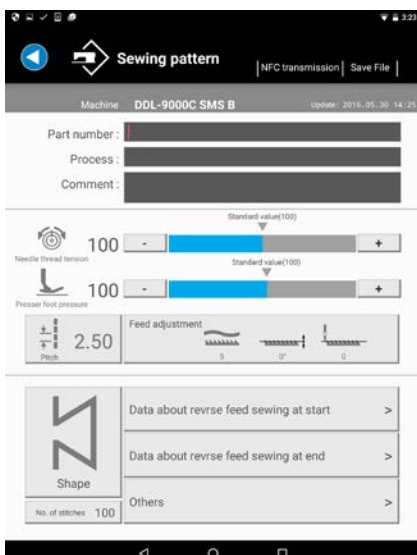 3:23
Sewing pattern
NFC transmission | Save File |
Machine DDL-9000C SMS B Update: 2016.05.30 14:25
Part number :
Process :
Comment :
Standard value(100)
100 - +
Needle thread tension
Standard value(100)
100 - +
Presser foot pressure
Feed adjustment
2.50
Pitch
S 0° 0
Data about revrse feed sewing at start >
Data about revrse feed sewing at end >
Shape
Others >
No. of stitches 100